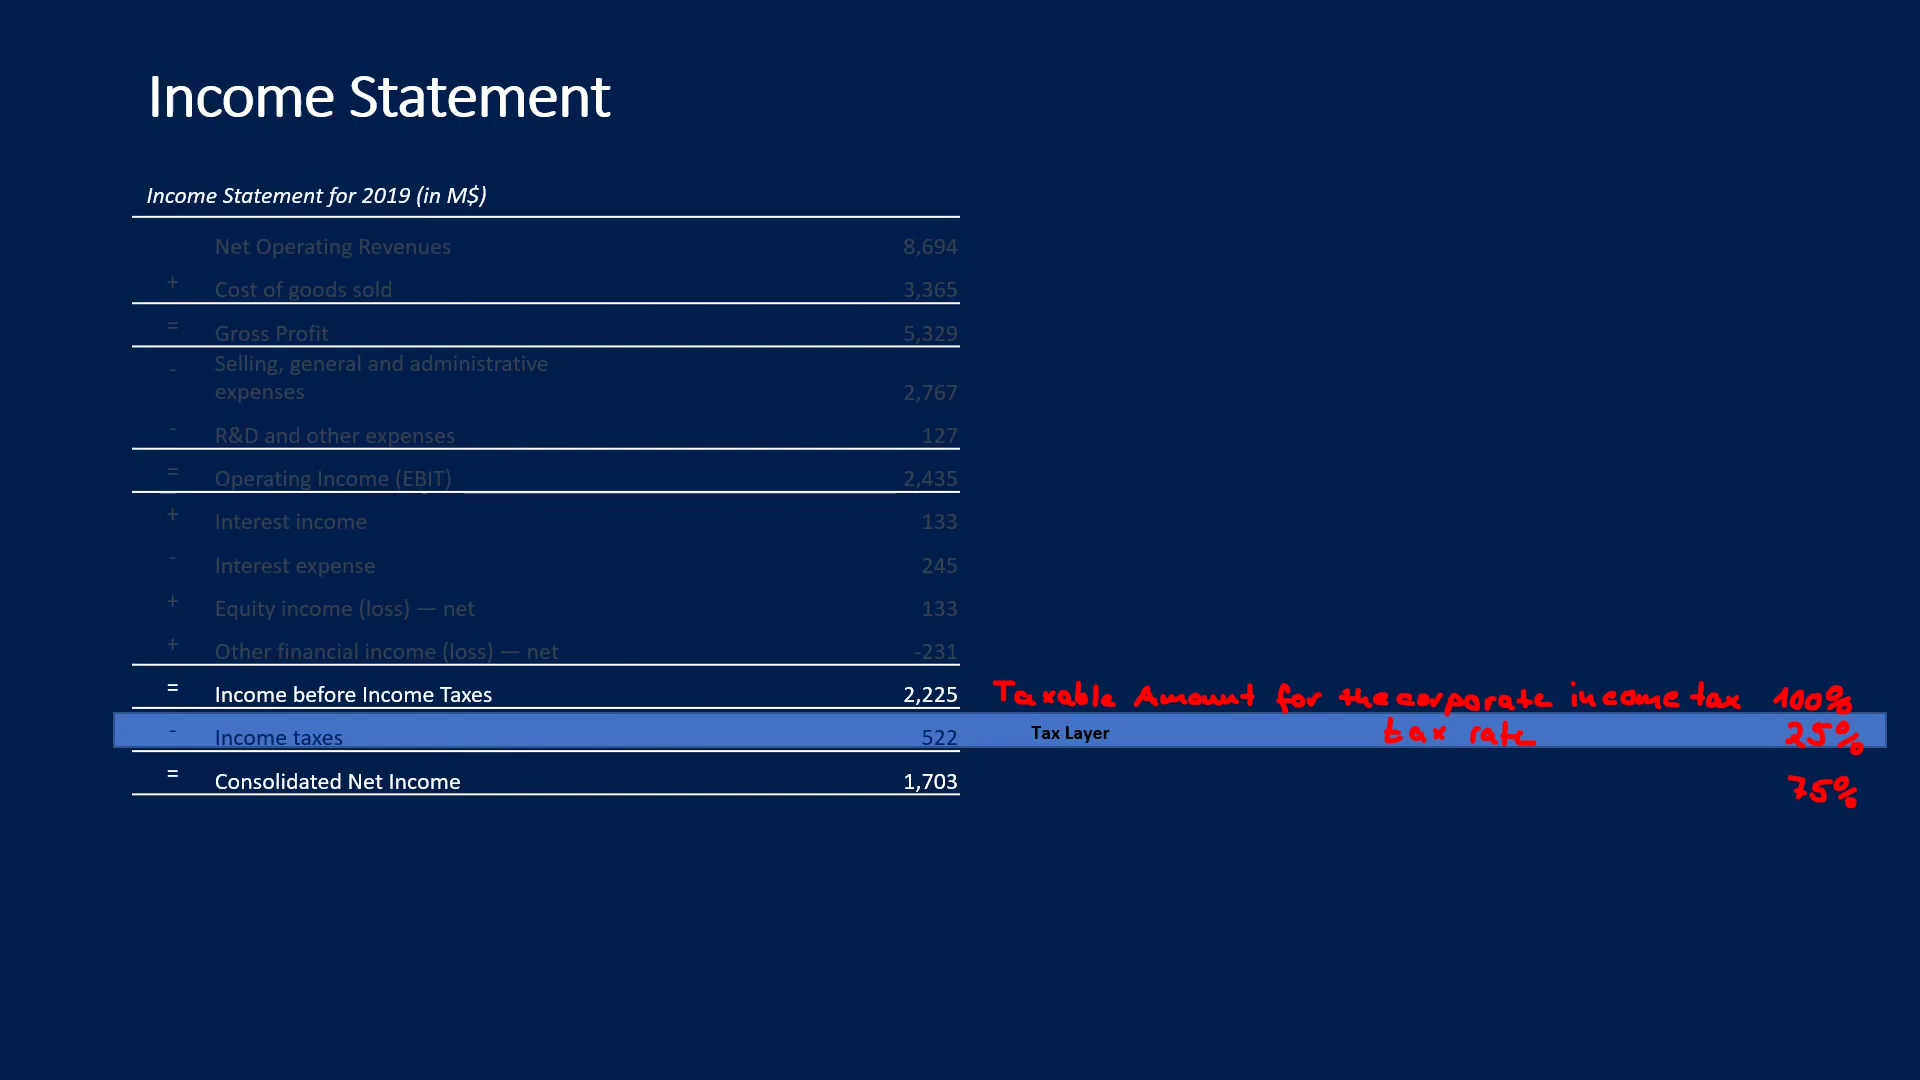 Income Statement
Income Statement for 2019 (in M$)
Net Operating Revenues 8,694
+ Cost of goods sold 3,365
= Gross Profit 5,329
- Selling, general and administrative
expenses 2,767
- R&D and other expenses 127
= Operating Income (EBIT) 2,435
+ Interest income 133
- Interest expense 245
+ Equity income (loss) — net 133
+ Other financial income (loss) — net -231
= Income before Income Taxes 2,225 Taxable Amount for the corporate income tax 100%
- Income taxes 522 Tax Layer tax rate 25%
= Consolidated Net Income 1,703 75%